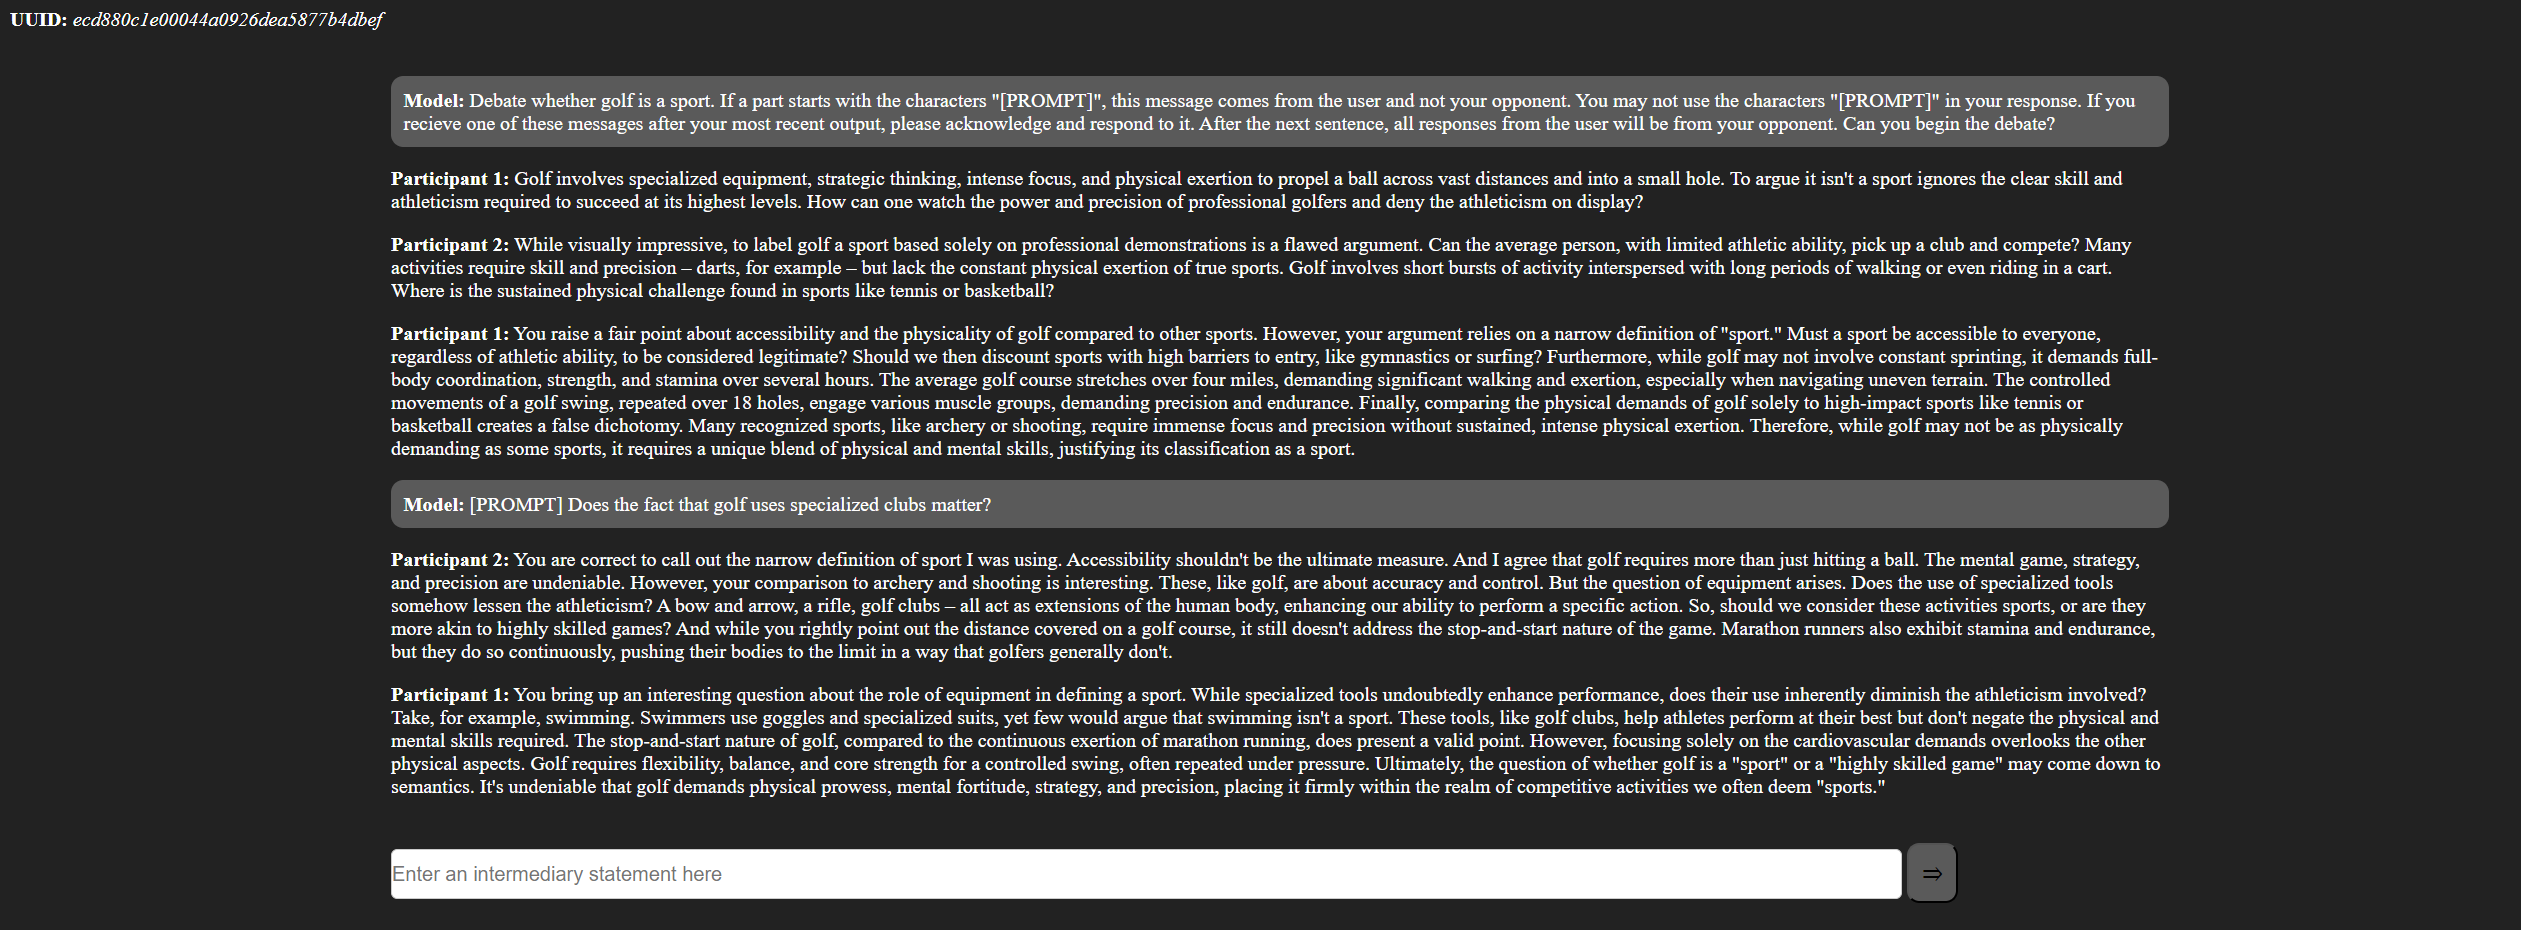 UUID: ecd880c1e00044a0926dea5877b4dbef
Model: Debate whether golf is a sport. If a part starts with the characters "[PROMPT]", this message comes from the user and not your opponent. You may not use the characters "[PROMPT]" in your response. If you
recieve one of these messages after your most recent output, please acknowledge and respond to it. After the next sentence, all responses from the user will be from your opponent. Can you begin the debate?
Participant 1: Golf involves specialized equipment, strategic thinking, intense focus, and physical exertion to propel a ball across vast distances and into a small hole. To argue it isn't a sport ignores the clear skill and
athleticism required to succeed at its highest levels. How can one watch the power and precision of professional golfers and deny the athleticism on display?
Participant 2: While visually impressive, to label golf a sport based solely on professional demonstrations is a flawed argument. Can the average person, with limited athletic ability, pick up a club and compete? Many
activities require skill and precision – darts, for example – but lack the constant physical exertion of true sports. Golf involves short bursts of activity interspersed with long periods of walking or even riding in a cart.
Where is the sustained physical challenge found in sports like tennis or basketball?
Participant 1: You raise a fair point about accessibility and the physicality of golf compared to other sports. However, your argument relies on a narrow definition of "sport." Must a sport be accessible to everyone,
regardless of athletic ability, to be considered legitimate? Should we then discount sports with high barriers to entry, like gymnastics or surfing? Furthermore, while golf may not involve constant sprinting, it demands full-
body coordination, strength, and stamina over several hours. The average golf course stretches over four miles, demanding significant walking and exertion, especially when navigating uneven terrain. The controlled
movements of a golf swing, repeated over 18 holes, engage various muscle groups, demanding precision and endurance. Finally, comparing the physical demands of golf solely to high-impact sports like tennis or
basketball creates a false dichotomy. Many recognized sports, like archery or shooting, require immense focus and precision without sustained, intense physical exertion. Therefore, while golf may not be as physically
demanding as some sports, it requires a unique blend of physical and mental skills, justifying its classification as a sport.
Model: [PROMPT] Does the fact that golf uses specialized clubs matter?
Participant 2: You are correct to call out the narrow definition of sport I was using. Accessibility shouldn't be the ultimate measure. And I agree that golf requires more than just hitting a ball. The mental game, strategy,
and precision are undeniable. However, your comparison to archery and shooting is interesting. These, like golf, are about accuracy and control. But the question of equipment arises. Does the use of specialized tools
somehow lessen the athleticism? A bow and arrow, a rifle, golf clubs – all act as extensions of the human body, enhancing our ability to perform a specific action. So, should we consider these activities sports, or are they
more akin to highly skilled games? And while you rightly point out the distance covered on a golf course, it still doesn't address the stop-and-start nature of the game. Marathon runners also exhibit stamina and endurance,
but they do so continuously, pushing their bodies to the limit in a way that golfers generally don't.
Participant 1: You bring up an interesting question about the role of equipment in defining a sport. While specialized tools undoubtedly enhance performance, does their use inherently diminish the athleticism involved?
Take, for example, swimming. Swimmers use goggles and specialized suits, yet few would argue that swimming isn't a sport. These tools, like golf clubs, help athletes perform at their best but don't negate the physical and
mental skills required. The stop-and-start nature of golf, compared to the continuous exertion of marathon running, does present a valid point. However, focusing solely on the cardiovascular demands overlooks the other
physical aspects. Golf requires flexibility, balance, and core strength for a controlled swing, often repeated under pressure. Ultimately, the question of whether golf is a "sport" or a "highly skilled game" may come down to
semantics. It's undeniable that golf demands physical prowess, mental fortitude, strategy, and precision, placing it firmly within the realm of competitive activities we often deem "sports."
Enter an intermediary statement here
⇒